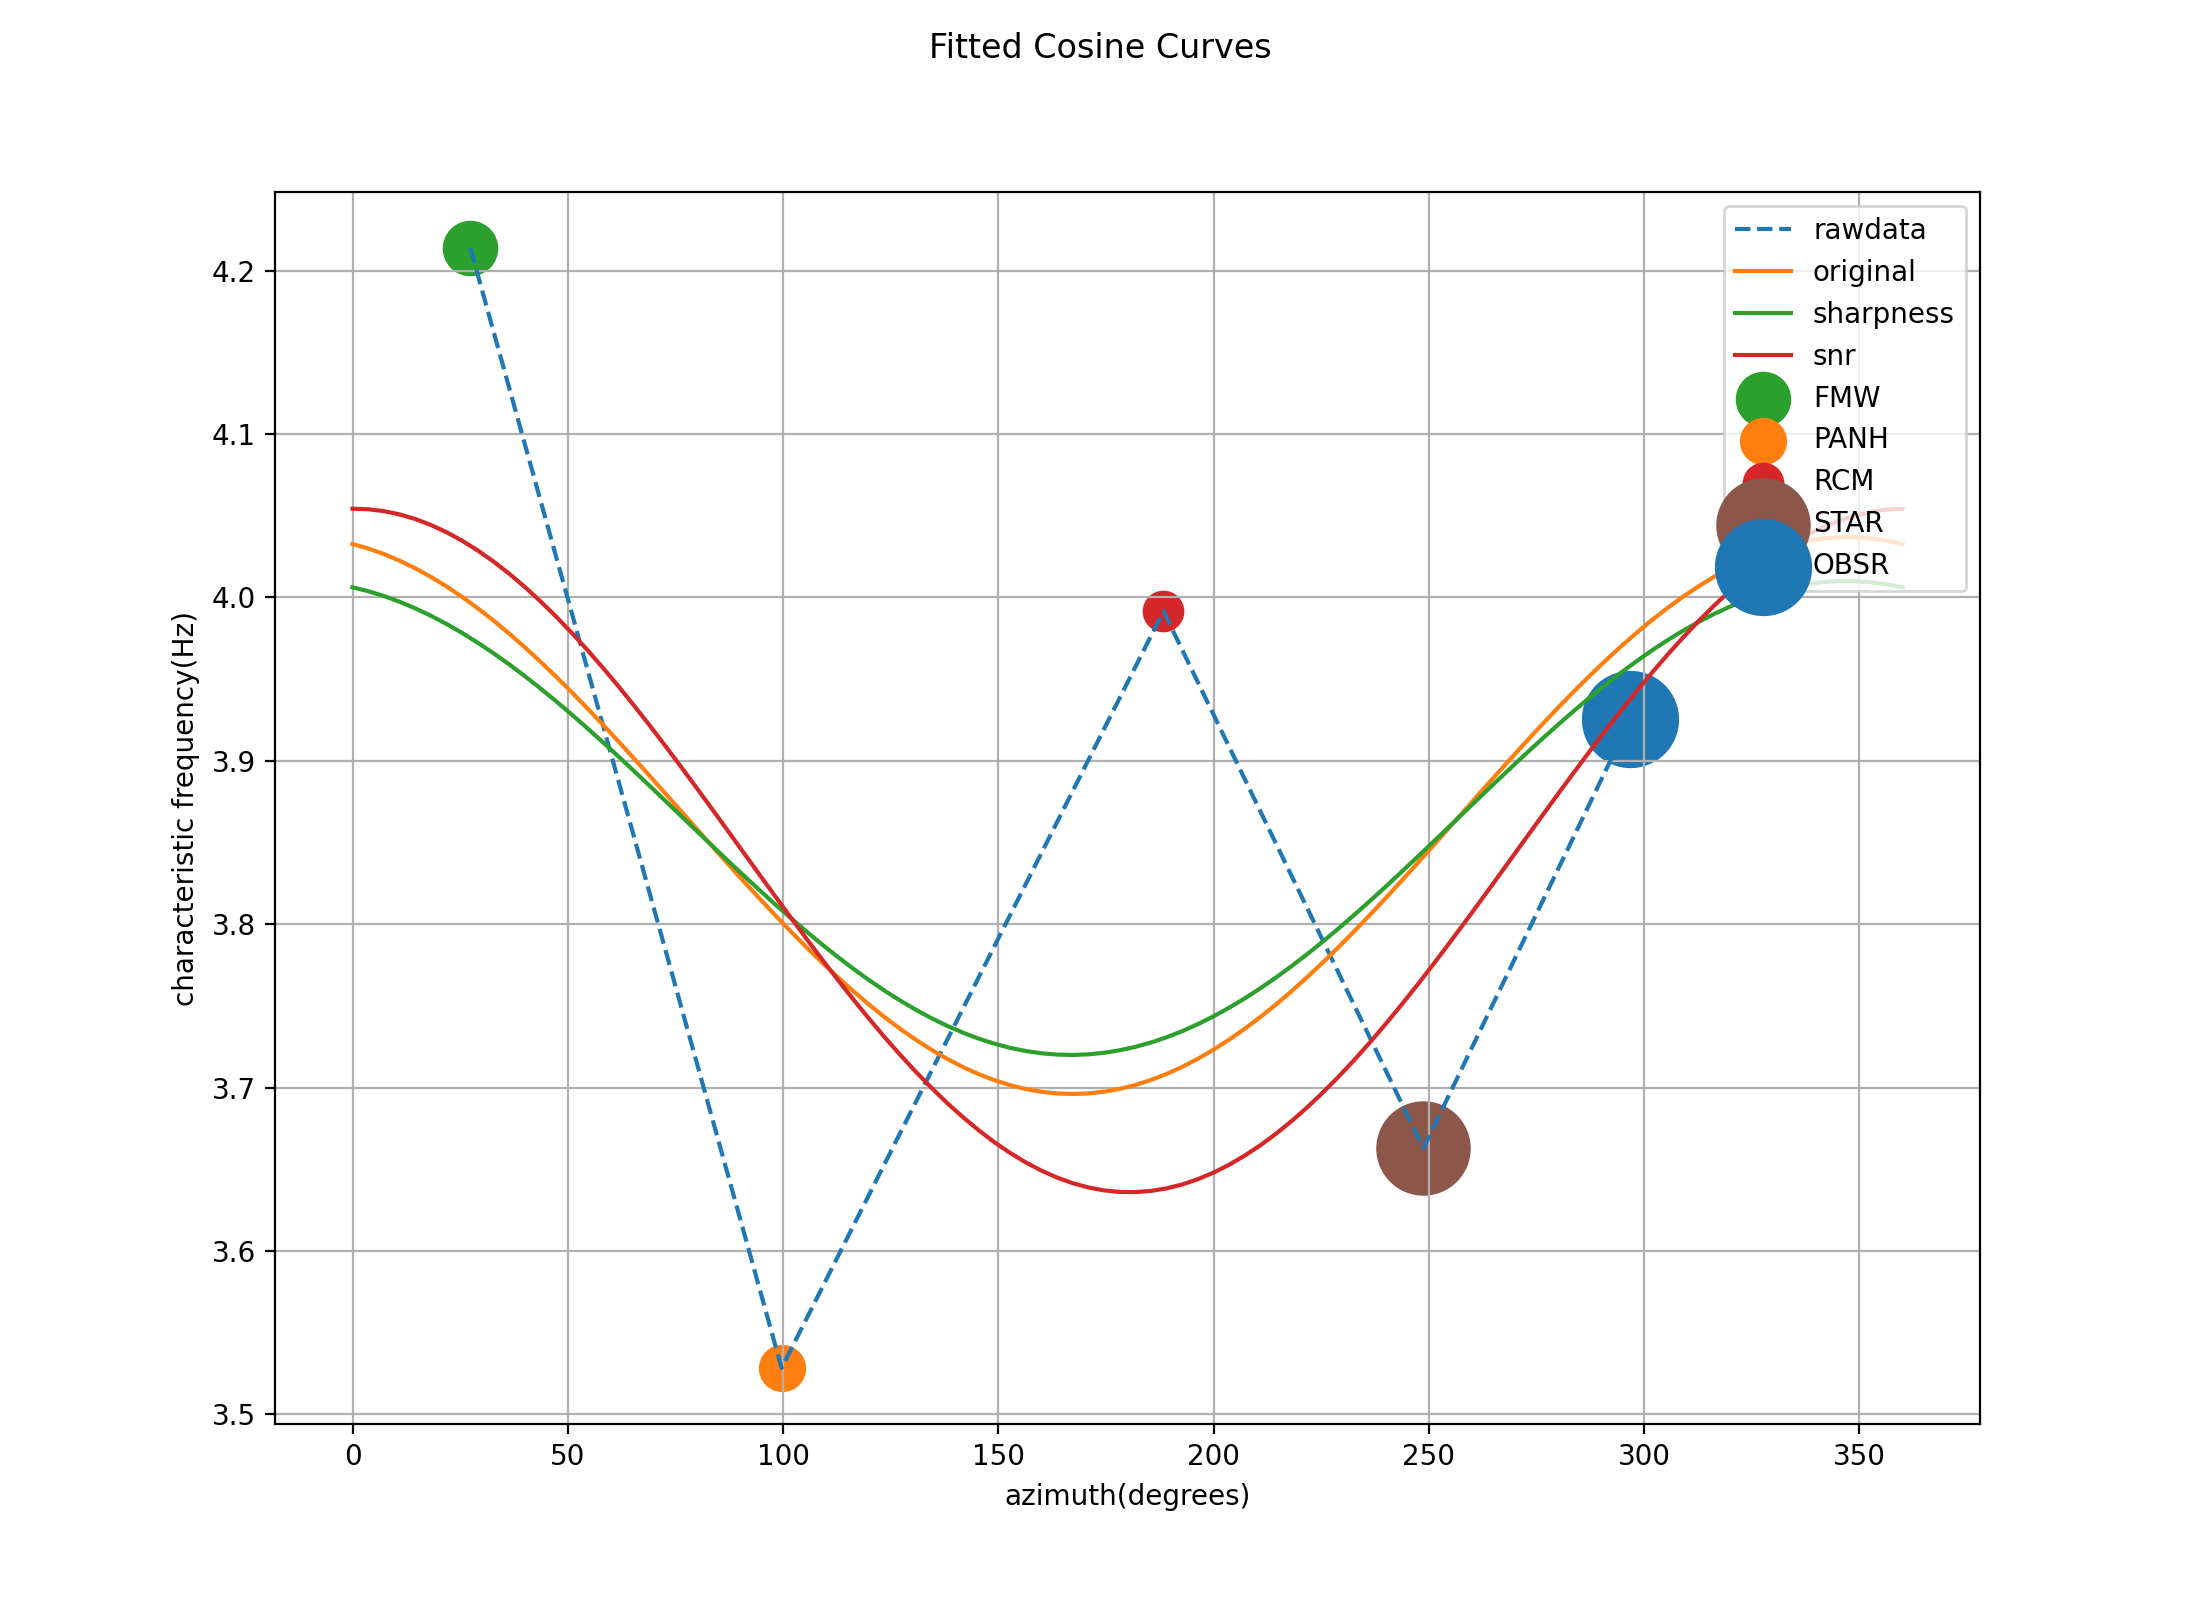 Fitted Cosine Curves
characteristic frequency(Hz)
4.2
4.1
4.0
3.9
3.8
3.7
3.6
3.5
rawdata
original
sharpness
snr
FMW
PANH
RCM
STAR
OBSR
0 50 100 150 200 250 300 350
azimuth(degrees)